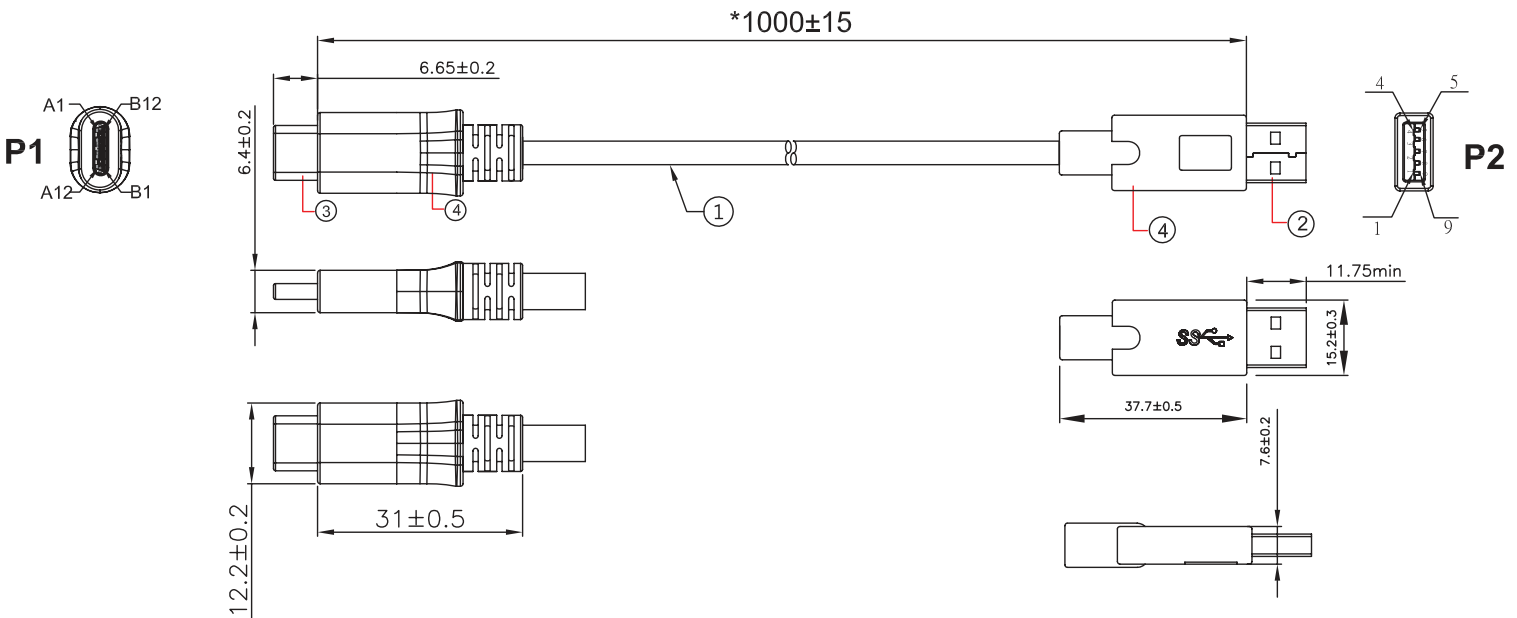 *1000±15
6.65±0.2
A1
B12
P1
A12
B1
6.4±0.2
③
④
①
④
②
4
5
P2
1
9
11.75min
SS
15.2±0.3
37.7±0.5
7.6±0.2
31±0.5
12.2±0.2